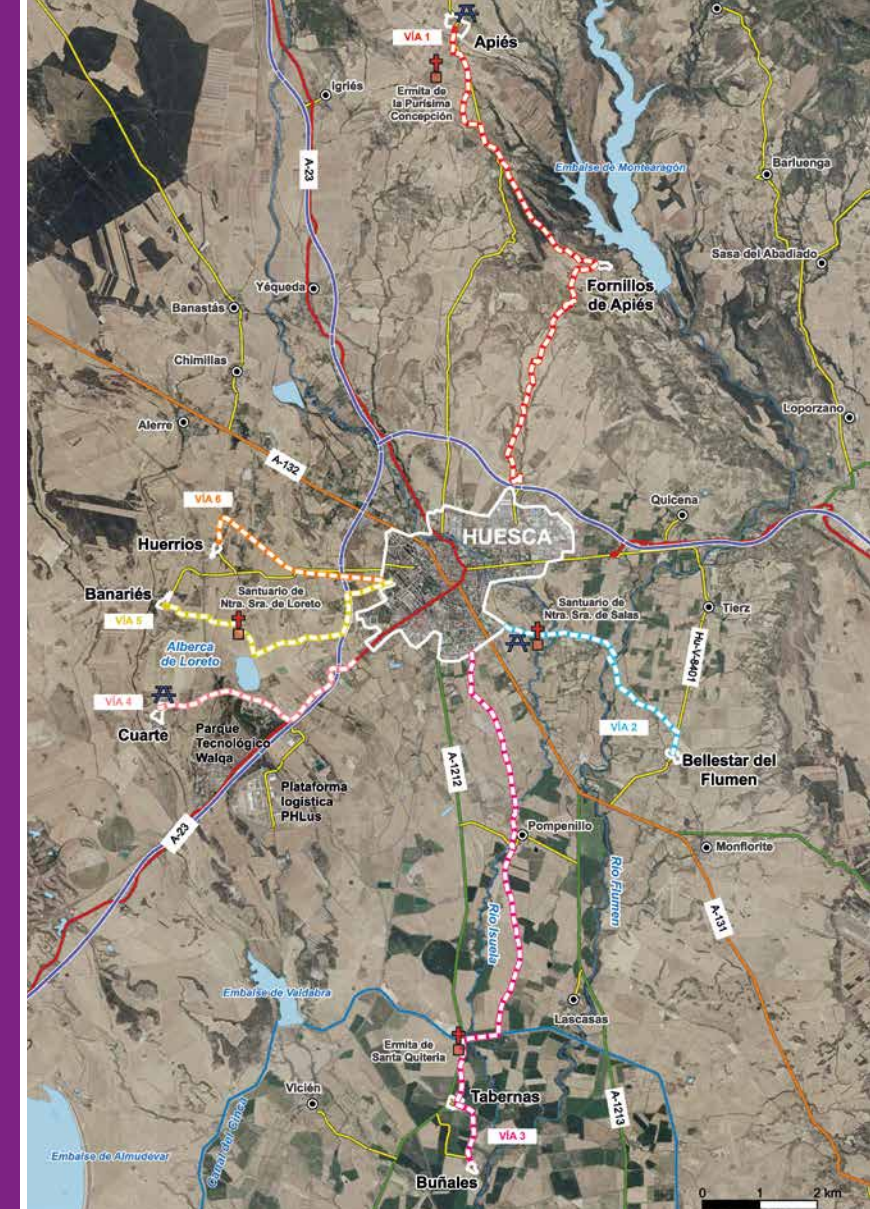 VÍA 1
Apiés
Igriés
Ermita de
la Purísima
Concepción
A-23
Embalse de Montearagón
Barluenga
Sasa del Abadiado
Yéqueda
Fornillos
de Apiés
Banastás
Chimillas
Loporzano
Alerre
A-132
VÍA 6
Quicena
HUESCA
Huerrios
Banariés
Santuario de
Ntra. Sra. de Loreto
Santuario de
Ntra. Sra. de Salas
Tierz
VÍA 5
Alberca
de Loreto
Hu-V-8401
VÍA 4
Cuarte
Parque
Tecnológico
Walqa
VÍA 2
Bellestar del
Flumen
A-1212
Plataforma
logística
PHLus
A-23
Pompenillo
Monflorite
Río Flumen
A-131
Río Isuela
Embalse de Valdabra
Lascasas
Ermita de
Santa Quiteria
Vicién
Tabernas
A-1213
Canal del Cinca
VÍA 3
Embalse de Almudévar
Buñales
0 1 2 km